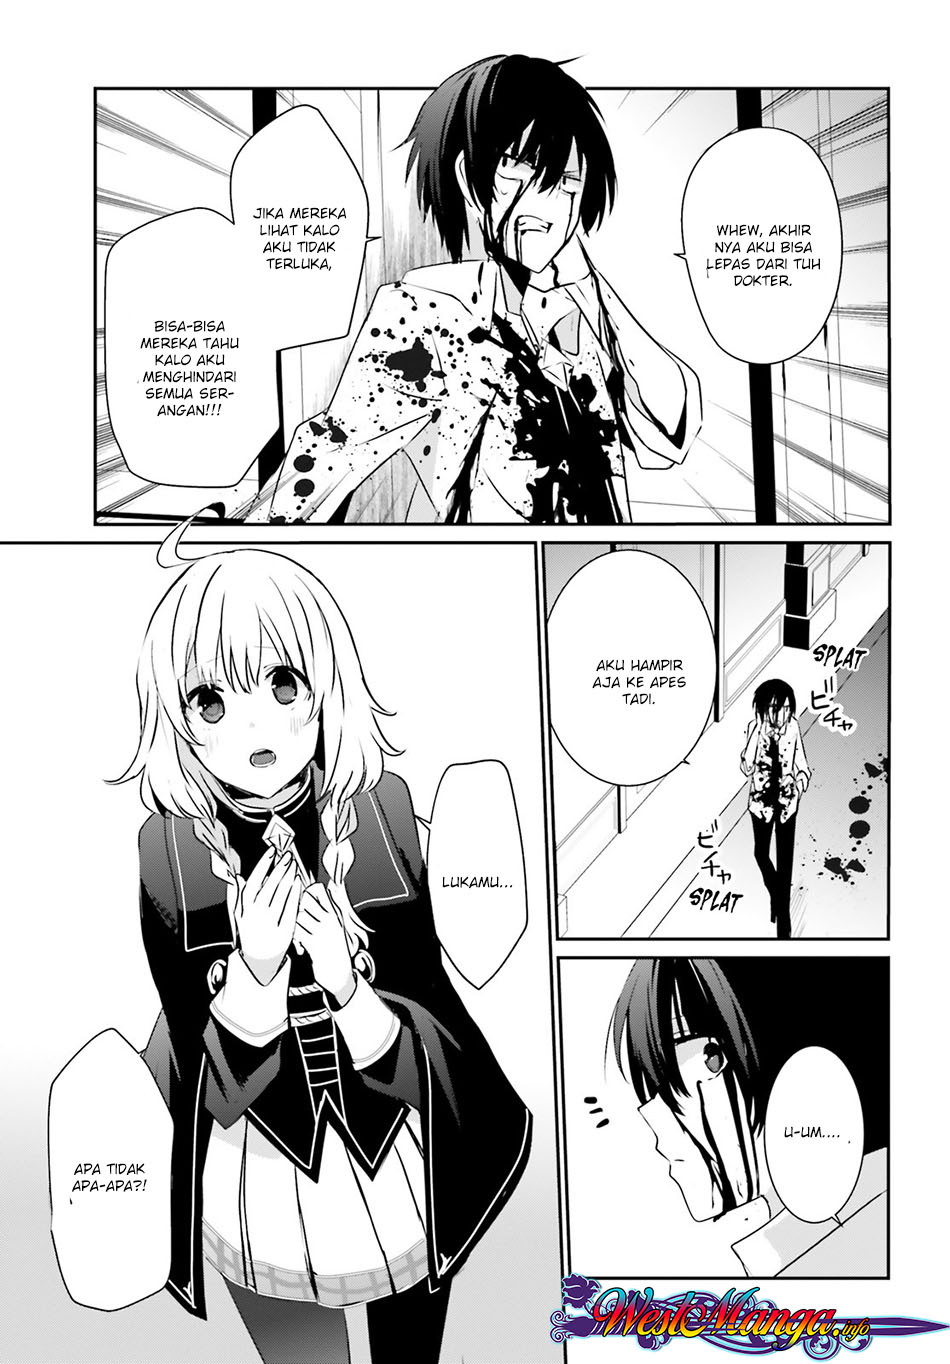 WHEW, AKHIR
NYA AKU BISA
LEPAS DARI TUH
DOKTER.
JIKA MEREKA
LIHAT KALO
AKU TIDAK
TERLUKA,
BISA-BISA
MEREKA TAHU
KALO AKU
MENGHINDARI
SEMUA SER-
ANGAN!!!
AKU HAMPIR
AJA KE APES
TADI.
SPLAT
ビチャ
SPLAT
ビチャ
U-UM....
LUKAMU...
APA TIDAK
APA-APA?!
WestManga.info